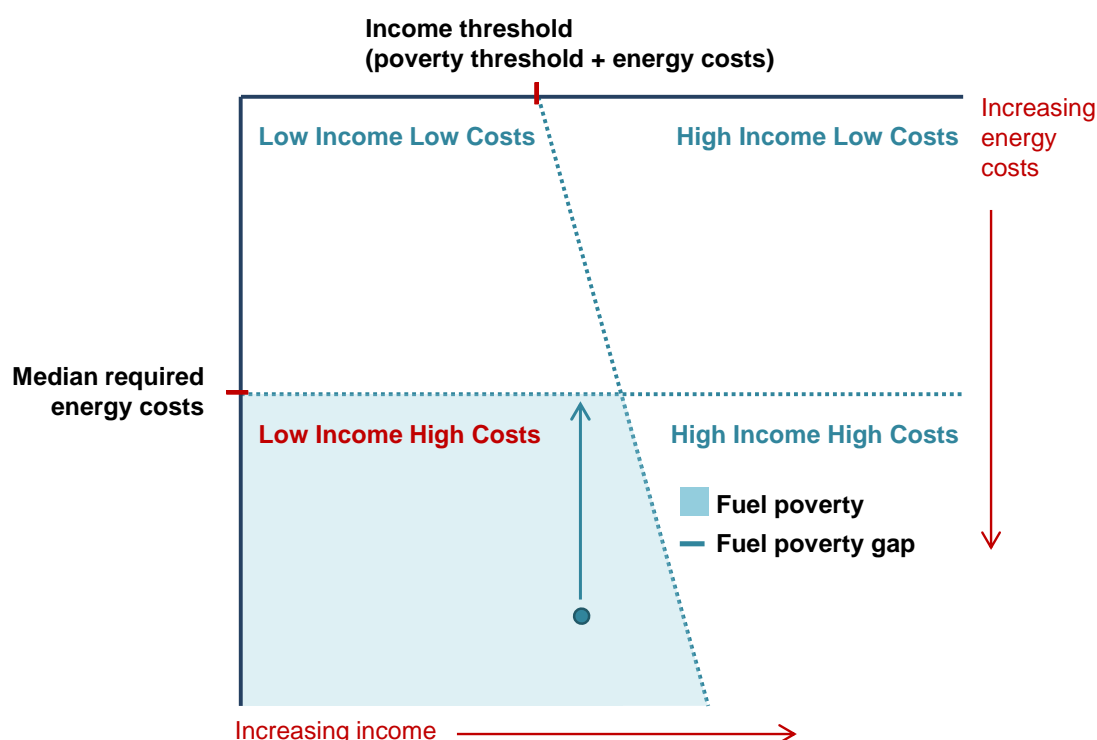 Income threshold
(poverty threshold + energy costs)
Low Income Low Costs
High Income Low Costs
Increasing
energy
costs
Median required
energy costs
Low Income High Costs
High Income High Costs
Fuel poverty
Fuel poverty gap
Increasing income